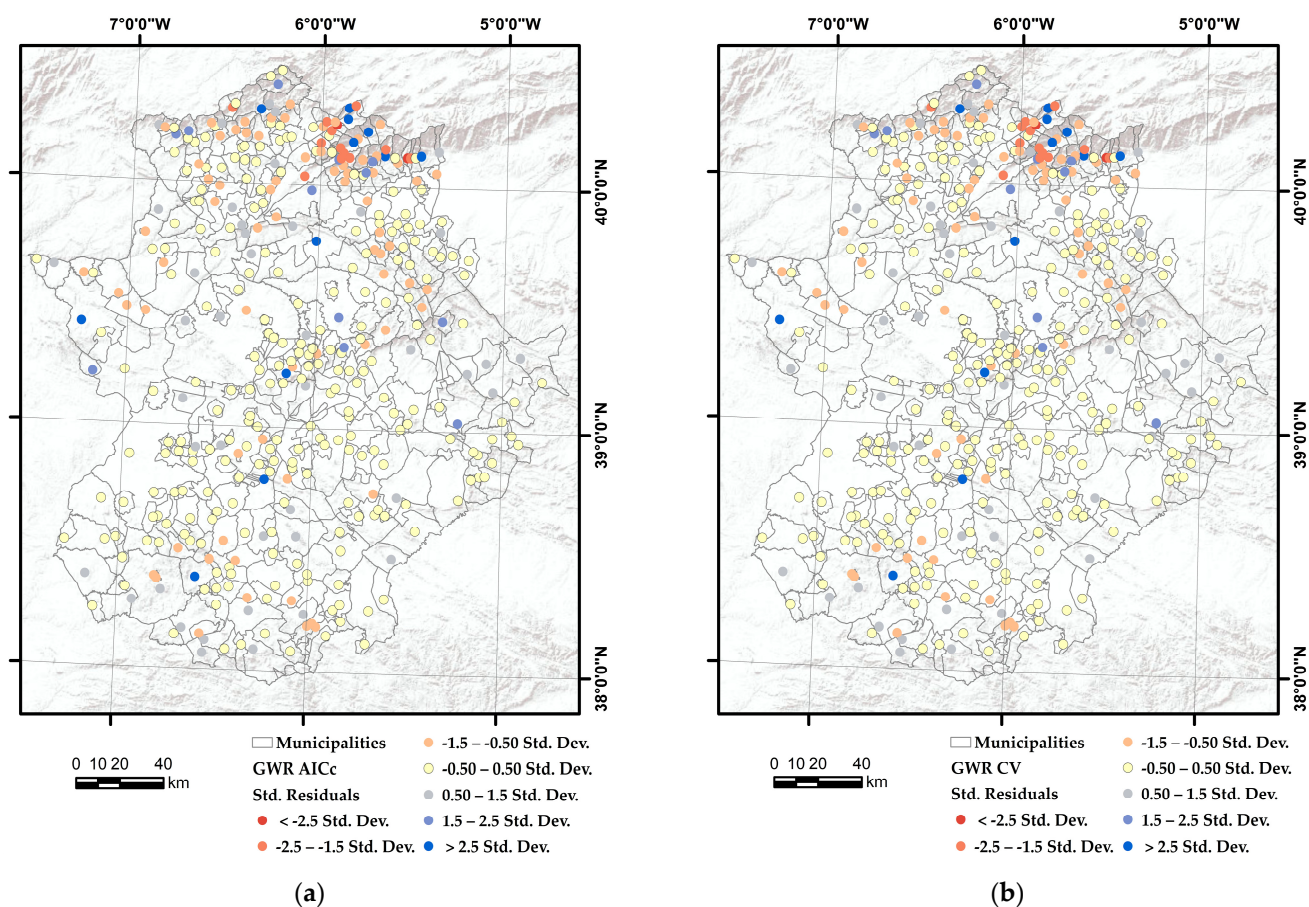 7°0'0"W 6°0'0"W 5°0'0"W
40°0'0"N
39°0'0"N
38°0'0"N
0 10 20 40
km
Municipalities
GWR AICc
Std. Residuals
< -2.5 Std. Dev.
-2.5 – -1.5 Std. Dev.
-1.5 – -0.50 Std. Dev.
-0.50 – 0.50 Std. Dev.
0.50 – 1.5 Std. Dev.
1.5 – 2.5 Std. Dev.
> 2.5 Std. Dev.
(a)
7°0'0"W 6°0'0"W 5°0'0"W
40°0'0"N
39°0'0"N
38°0'0"N
0 10 20 40
km
Municipalities
GWR CV
Std. Residuals
< -2.5 Std. Dev.
-2.5 – -1.5 Std. Dev.
-1.5 – -0.50 Std. Dev.
-0.50 – 0.50 Std. Dev.
0.50 – 1.5 Std. Dev.
1.5 – 2.5 Std. Dev.
> 2.5 Std. Dev.
(b)